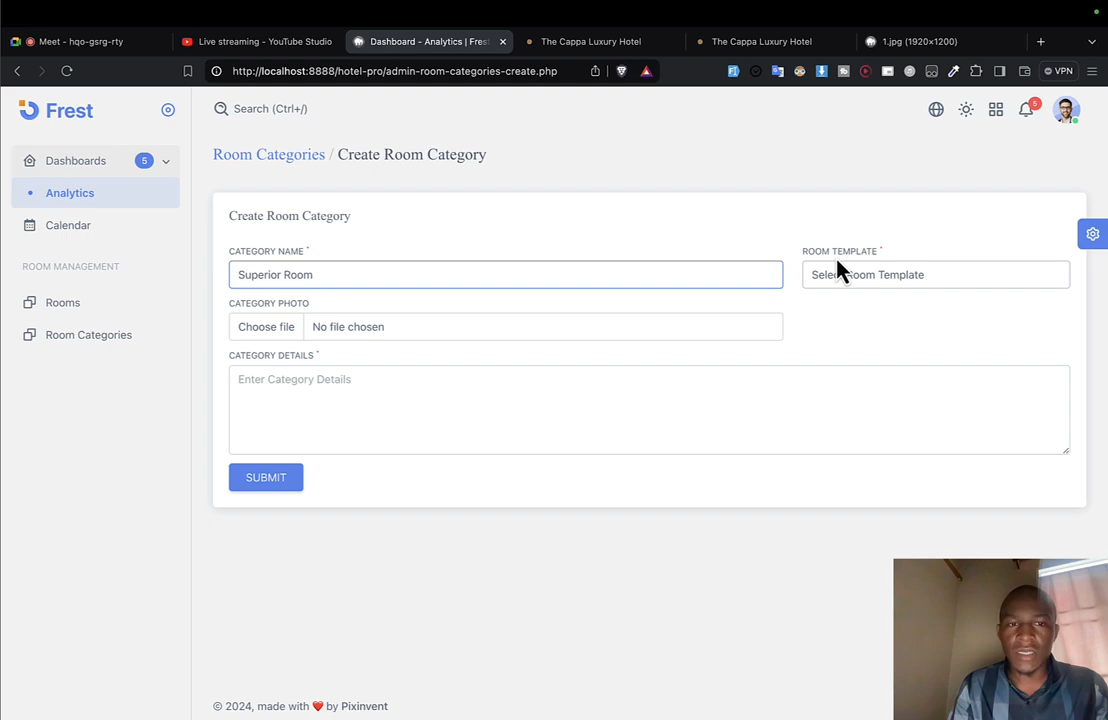 Meet - hqo-gsrg-rty
Live streaming - YouTube Studio
Dashboard - Analytics | Fres
The Cappa Luxury Hotel
The Cappa Luxury Hotel
1.jpg (1920×1200)
http://localhost:8888/hotel-pro/admin-room-categories-create.php
VPN
Frest
Search (Ctrl+/)
5
Dashboards 5
Analytics
Calendar
ROOM MANAGEMENT
Rooms
Room Categories
Room Categories / Create Room Category
Create Room Category
CATEGORY NAME *
ROOM TEMPLATE *
Superior Room
Select Room Template
CATEGORY PHOTO
Choose file No file chosen
CATEGORY DETAILS *
Enter Category Details
SUBMIT
© 2024, made with ❤️ by Pixinvent